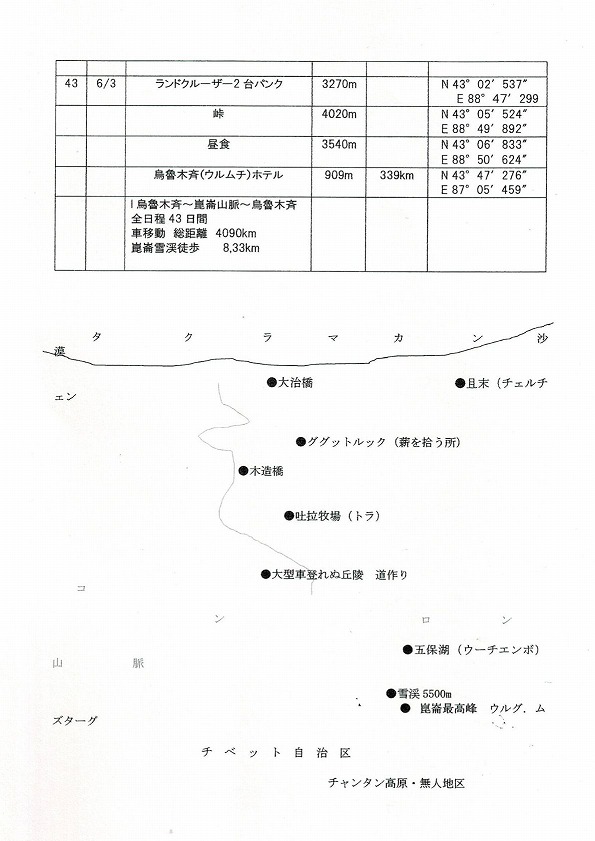 43 6/3 ランドクルーザー2台パンク 3270m N 43° 02′ 537″
E 88° 47′ 299
峠 4020m N 43° 05′ 524″
E 88° 49′ 892″
昼食 3540m N 43° 06′ 833″
E 88° 50′ 624″
烏魯木斉(ウルムチ)ホテル 909m 339km N 43° 47′ 276″
E 87° 05′ 459″
I 烏魯木斉～崑崙山脈～烏魯木斉
全日程 43 日間
車移動 総距離 4090km
崑崙雪渓徒歩 8,33km
タ ク ラ マ カ ン 沙
漠
●大治橋 ●且末（チェルチ
ェン
●ググットルック（薪を拾う所）
●木造橋
●吐拉牧場（トラ）
●大型車登れぬ丘陵 道作り
コ
ン ロ ン
●五保湖（ウーチエンボ）
山 脈
●雪渓 5500m
● 崑崙最高峰 ウルグ．ム
ズターグ
チ ベ ッ ト 自 治 区
チャンタン高原・無人地区